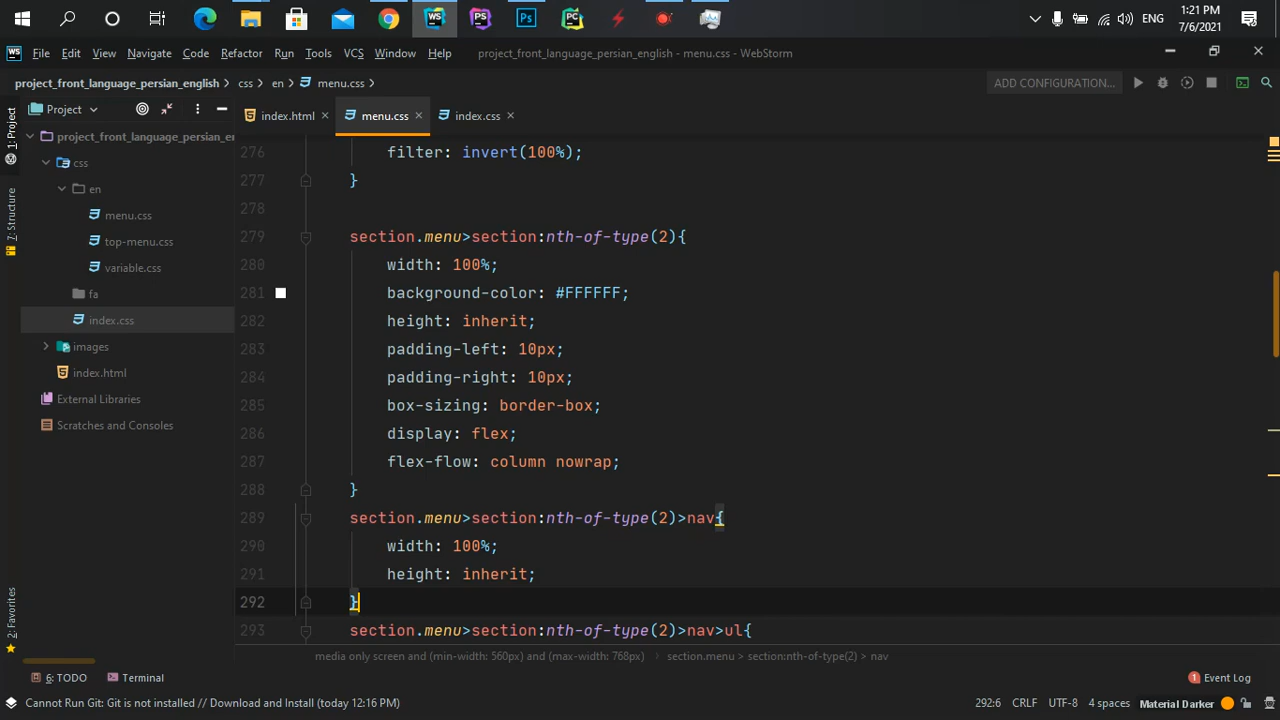 WS
PS
Ps
PC
ENG
1:21 PM
7/6/2021
WS File Edit View Navigate Code Refactor Run Tools VCS Window Help project_front_language_persian_english - menu.css - WebStorm
project_front_language_persian_english > css > en > menu.css >
ADD CONFIGURATION...
Project
index.html
menu.css
index.css
1: Project
7: Structure
2: Favorites
project_front_language_persian_e
css
en
menu.css
top-menu.css
variable.css
fa
index.css
images
index.html
External Libraries
Scratches and Consoles
276 filter: invert(100%);
277 }
278
279 section.menu>section:nth-of-type(2){
280 width: 100%;
281 background-color: #FFFFFF;
282 height: inherit;
283 padding-left: 10px;
284 padding-right: 10px;
285 box-sizing: border-box;
286 display: flex;
287 flex-flow: column nowrap;
288 }
289 section.menu>section:nth-of-type(2)>nav{
290 width: 100%;
291 height: inherit;
292 }
293 section.menu>section:nth-of-type(2)>nav>ul{
media only screen and (min-width: 560px) and (max-width: 768px) > section.menu > section:nth-of-type(2) > nav
6: TODO
Terminal
1 Event Log
Cannot Run Git: Git is not installed // Download and Install (today 12:16 PM)
292:6 CRLF UTF-8 4 spaces Material Darker